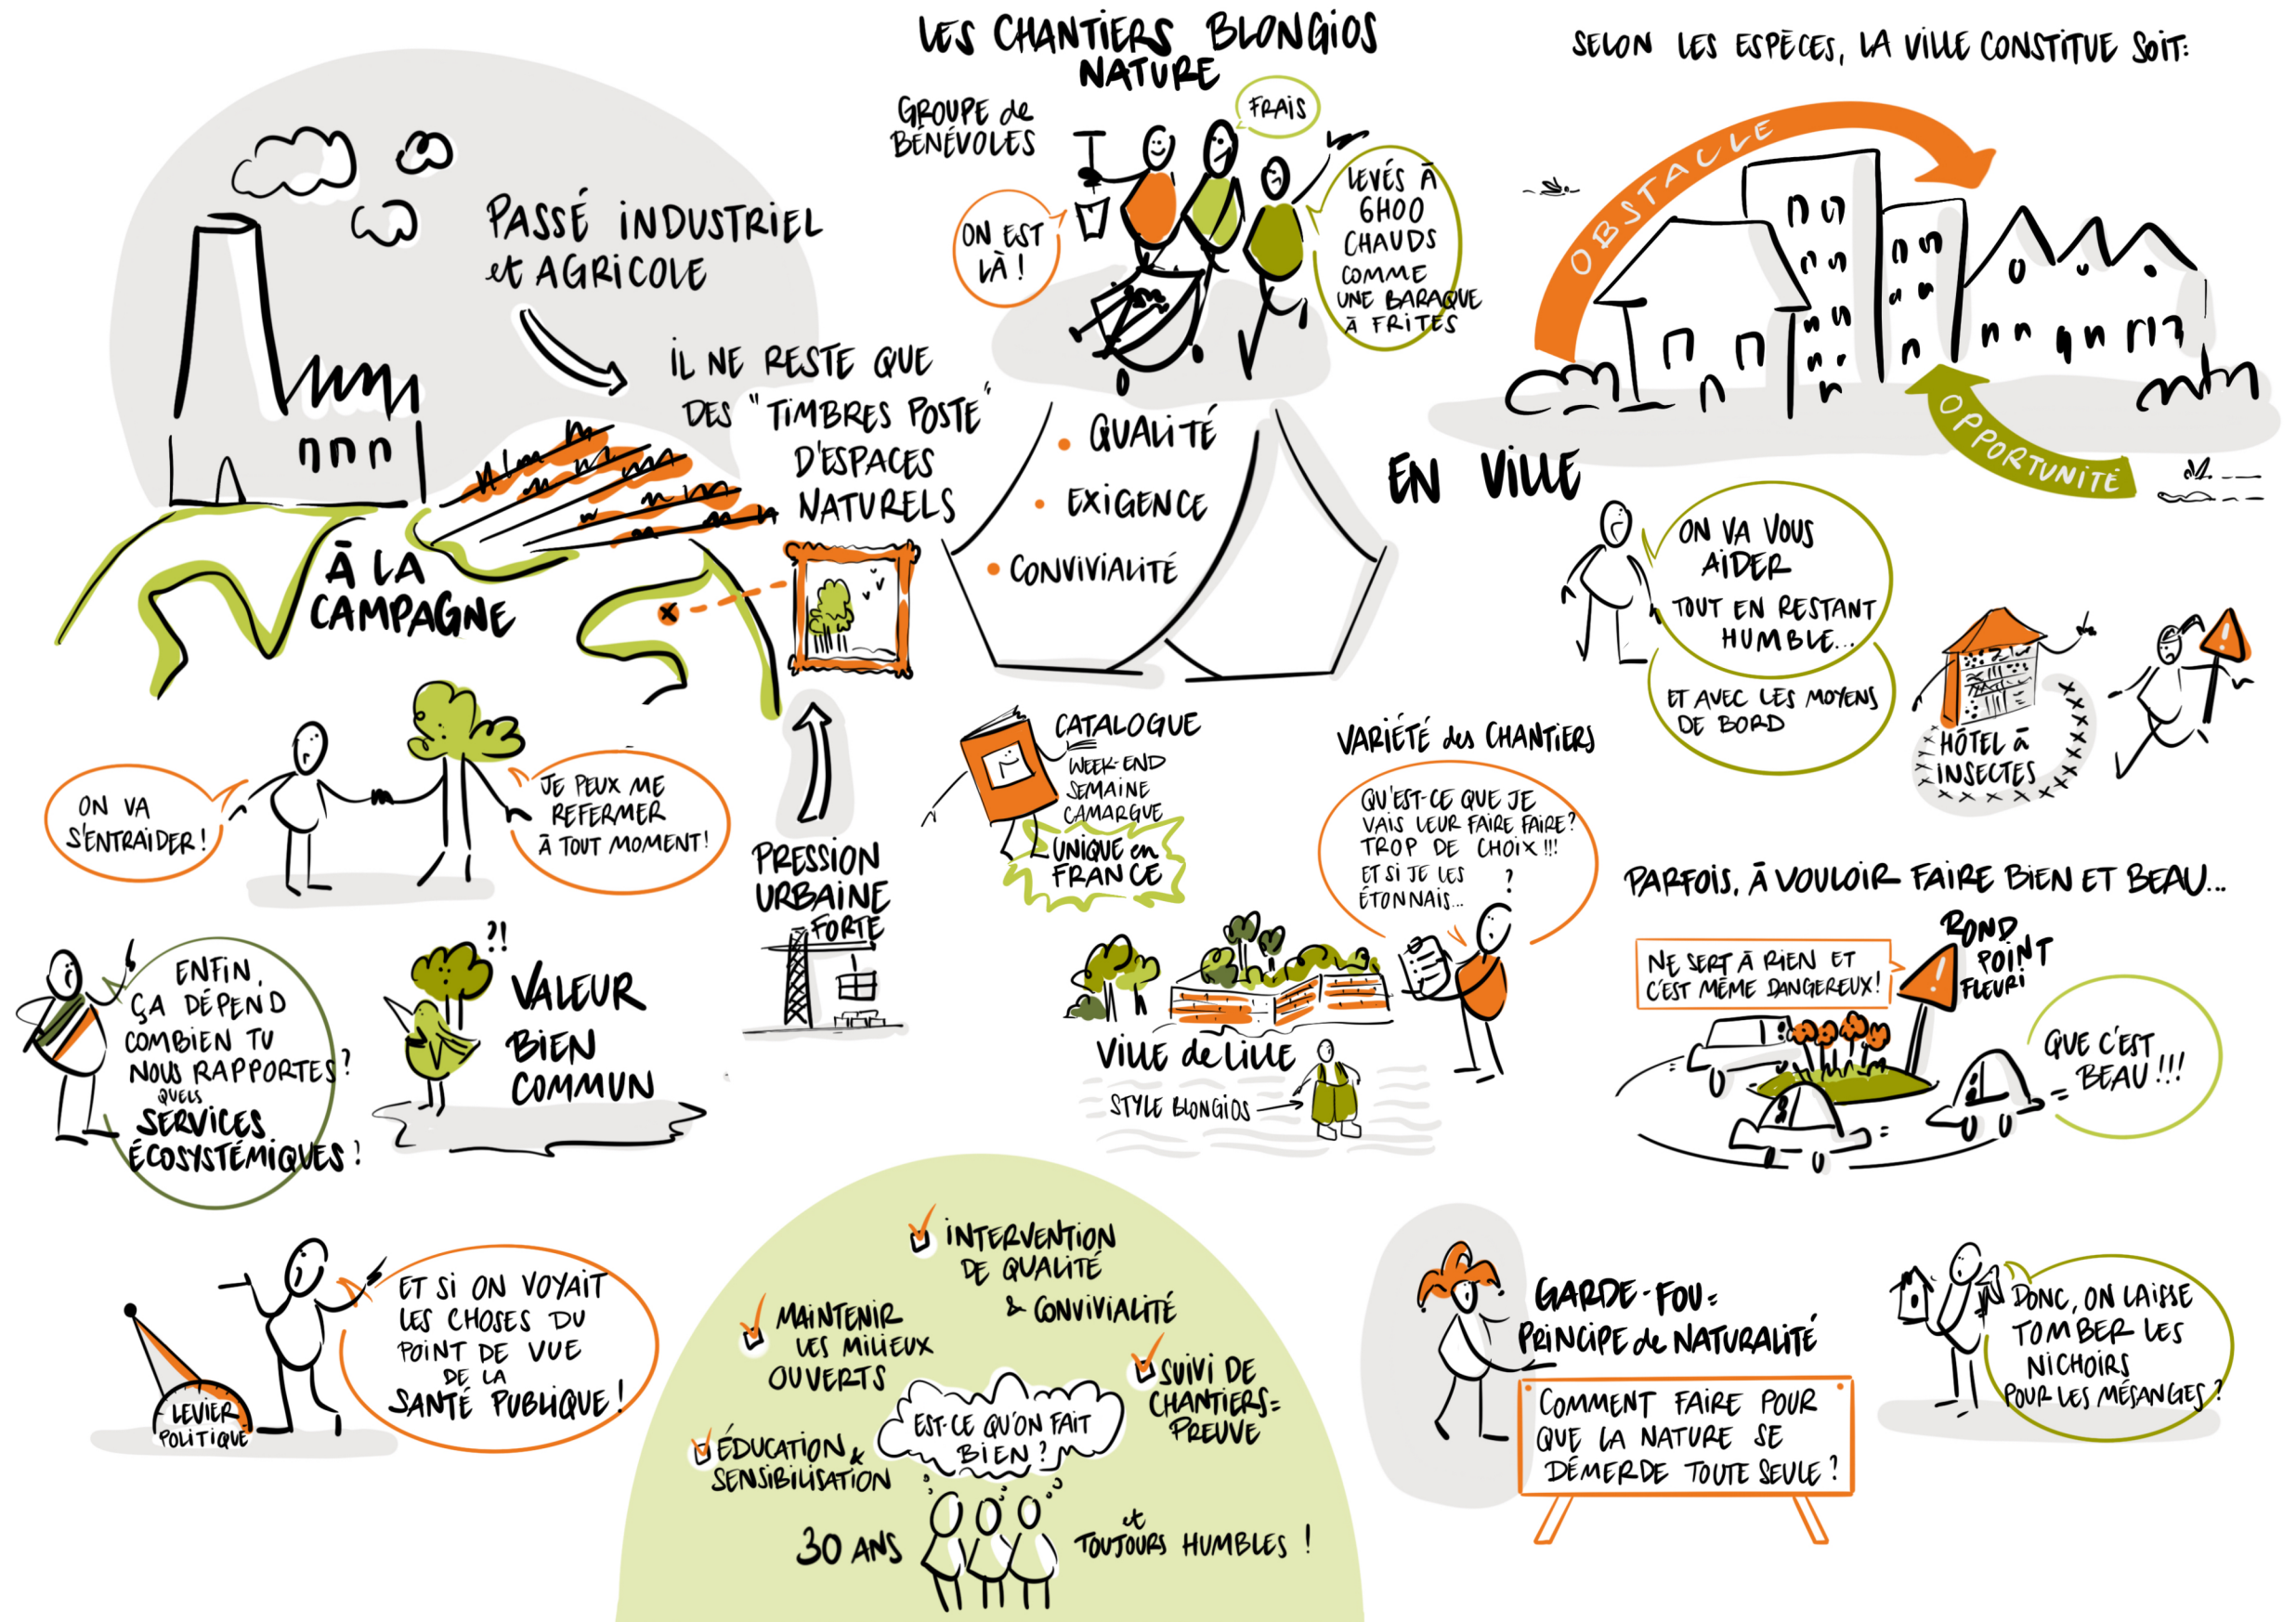 LES CHANTIERS BLONGIOS
NATURE
GROUPE de
BÉNÉVOLES
FRAIS
ON EST
LÀ !
LEVÉS À
6H00
CHAUDS
COMME
UNE BARAQUE
À FRITES
• QUALITÉ
• EXIGENCE
• CONVIVIALITÉ
PASSÉ INDUSTRIEL
et AGRICOLE
IL NE RESTE QUE
DES "TIMBRES POSTE"
D'ESPACES
NATURELS
À LA
CAMPAGNE
ON VA
S'ENTRAIDER !
JE PEUX ME
REFERMER
À TOUT MOMENT !
PRESSION
URBAINE
FORTE
ENFIN,
ÇA DÉPEND
COMBIEN TU
NOUS RAPPORTES ?
QUELS
SERVICES
ÉCOSYSTÉMIQUES ?
?!
VALEUR
BIEN
COMMUN
LEVIER
POLITIQUE
ET SI ON VOYAIT
LES CHOSES DU
POINT DE VUE
DE LA
SANTÉ PUBLIQUE !
CATALOGUE
WEEK-END
SEMAINE
CAMARGUE
UNIQUE en
FRANCE
VARIÉTÉ des CHANTIERS
QU'EST-CE QUE JE
VAIS LEUR FAIRE FAIRE ?
TROP DE CHOIX !!!
ET SI JE LES
ÉTONNAIS...
?
VILLE de LILLE
STYLE BLONGIOS
INTERVENTION
DE QUALITÉ
& CONVIVIALITÉ
MAINTENIR
LES MILIEUX
OUVERTS
SUIVI DE
CHANTIERS =
PREUVE
ÉDUCATION &
SENSIBILISATION
EST-CE QU'ON FAIT
BIEN ?
30 ANS
et
TOUJOURS HUMBLES !
SELON LES ESPÈCES, LA VILLE CONSTITUE SOIT :
OBSTACLE
OPPORTUNITÉ
EN VILLE
ON VA VOUS
AIDER
TOUT EN RESTANT
HUMBLE...
ET AVEC LES MOYENS
DE BORD
!
HÔTEL à
INSECTES
PARFOIS, À VOULOIR FAIRE BIEN ET BEAU...
NE SERT À RIEN ET
C'EST MÊME DANGEREUX !
!
ROND
POINT
FLEURI
QUE C'EST
BEAU !!!
GARDE-FOU =
PRINCIPE de NATURALITÉ
COMMENT FAIRE POUR
QUE LA NATURE SE
DÉMERDE TOUTE SEULE ?
DONC, ON LAISSE
TOMBER LES
NICHOIRS
POUR LES MÉSANGES ?